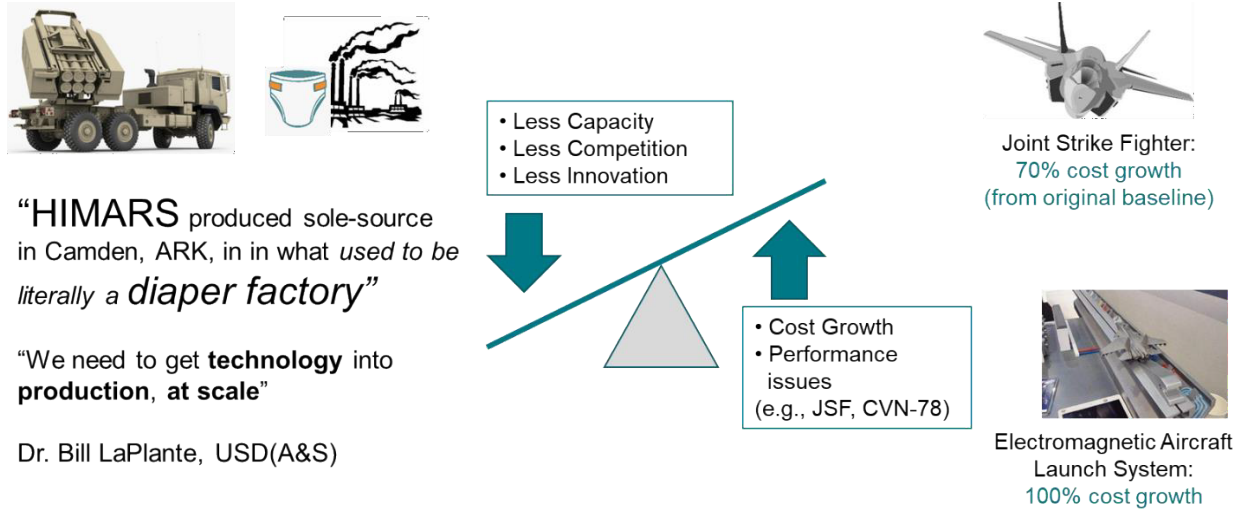 “HIMARS produced sole-source
in Camden, ARK, in in what used to be
literally a diaper factory”
“We need to get technology into
production, at scale”
Dr. Bill LaPlante, USD(A&S)
• Less Capacity
• Less Competition
• Less Innovation
• Cost Growth
• Performance
issues
(e.g., JSF, CVN-78)
Joint Strike Fighter:
70% cost growth
(from original baseline)
Electromagnetic Aircraft
Launch System:
100% cost growth